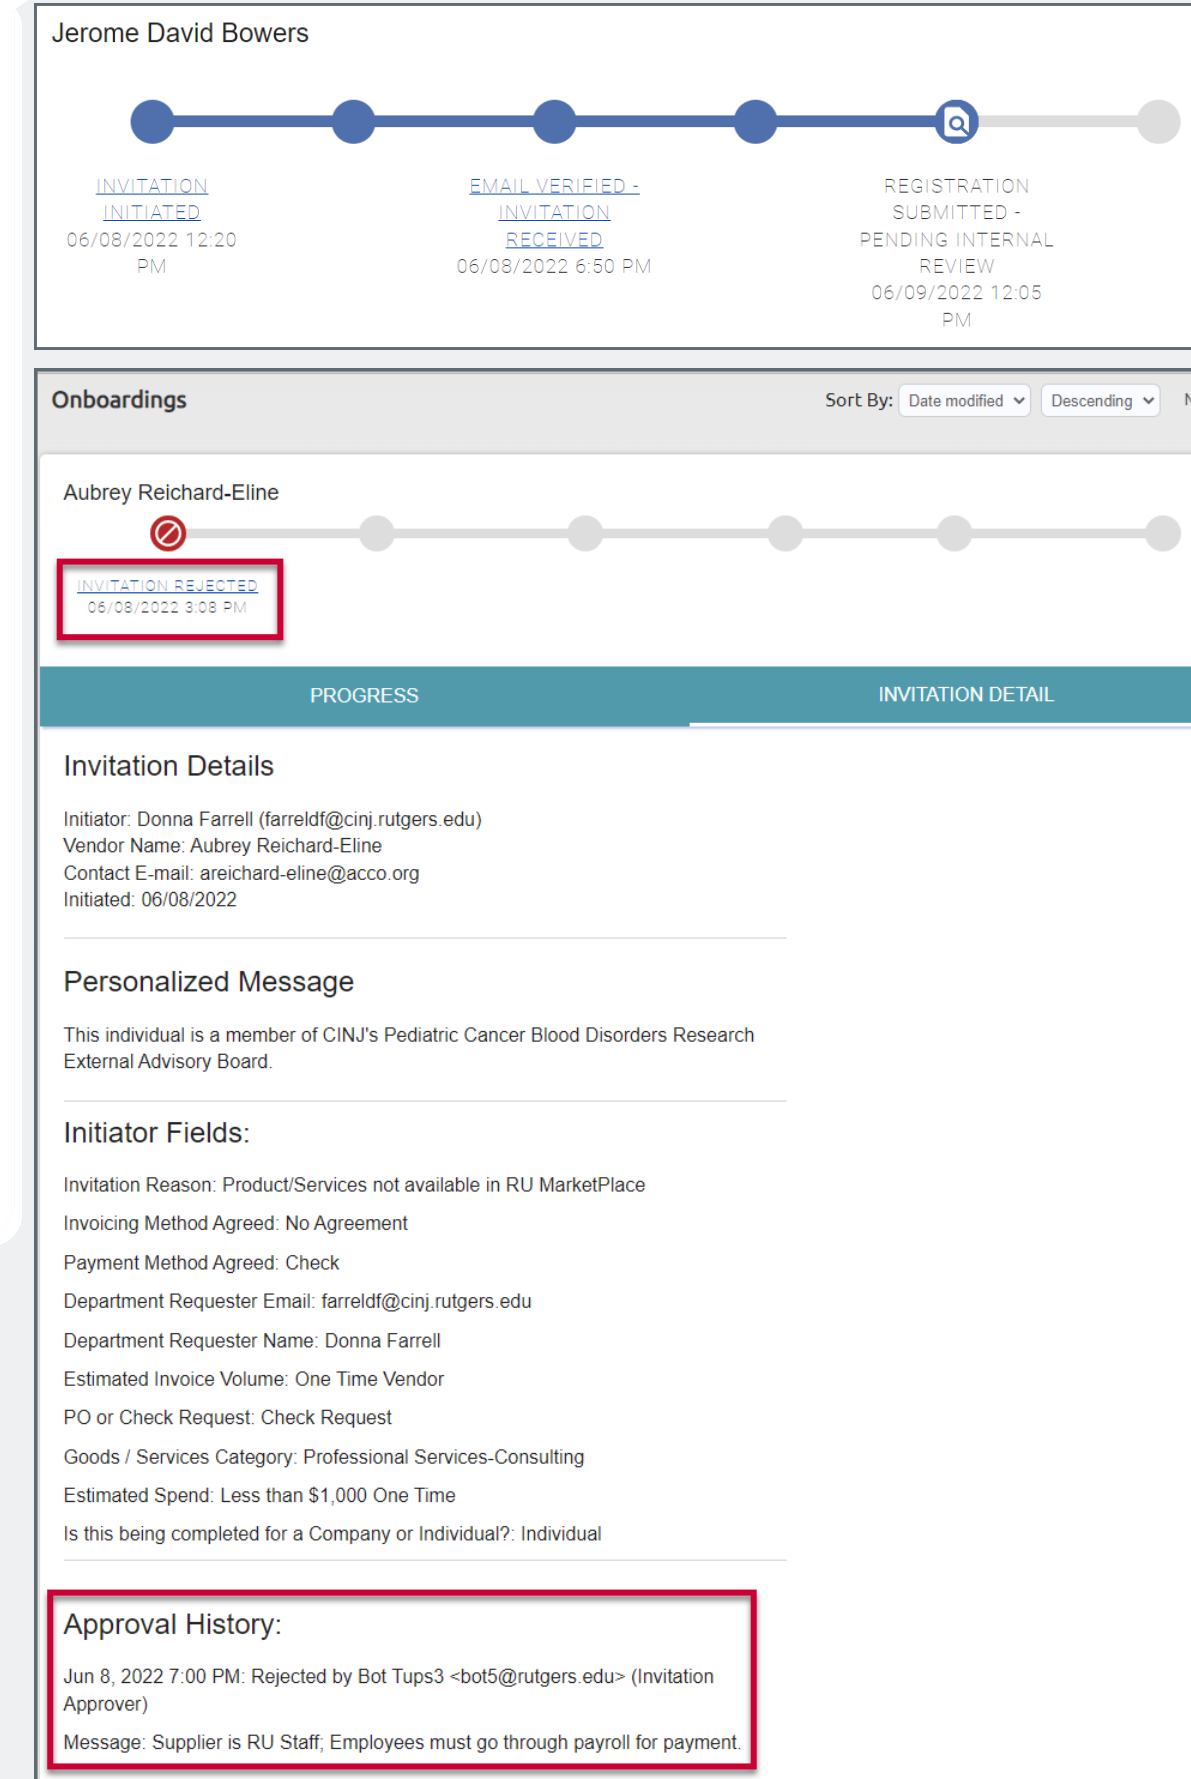 Jerome David Bowers
INVITATION
INITIATED
06/08/2022 12:20
PM
EMAIL VERIFIED -
INVITATION
RECEIVED
06/08/2022 6:50 PM
REGISTRATION
SUBMITTED -
PENDING INTERNAL
REVIEW
06/09/2022 12:05
PM
Onboardings
Sort By: Date modified Descending
Aubrey Reichard-Eline
INVITATION REJECTED
06/08/2022 3:08 PM
PROGRESS
INVITATION DETAIL
Invitation Details
Initiator: Donna Farrell (farreldf@cinj.rutgers.edu)
Vendor Name: Aubrey Reichard-Eline
Contact E-mail: areichard-eline@acco.org
Initiated: 06/08/2022
Personalized Message
This individual is a member of CINJ's Pediatric Cancer Blood Disorders Research
External Advisory Board.
Initiator Fields:
Invitation Reason: Product/Services not available in RU MarketPlace
Invoicing Method Agreed: No Agreement
Payment Method Agreed: Check
Department Requester Email: farreldf@cinj.rutgers.edu
Department Requester Name: Donna Farrell
Estimated Invoice Volume: One Time Vendor
PO or Check Request: Check Request
Goods / Services Category: Professional Services-Consulting
Estimated Spend: Less than $1,000 One Time
Is this being completed for a Company or Individual?: Individual
Approval History:
Jun 8, 2022 7:00 PM: Rejected by Bot Tups3 <bot5@rutgers.edu> (Invitation
Approver)
Message: Supplier is RU Staff; Employees must go through payroll for payment.